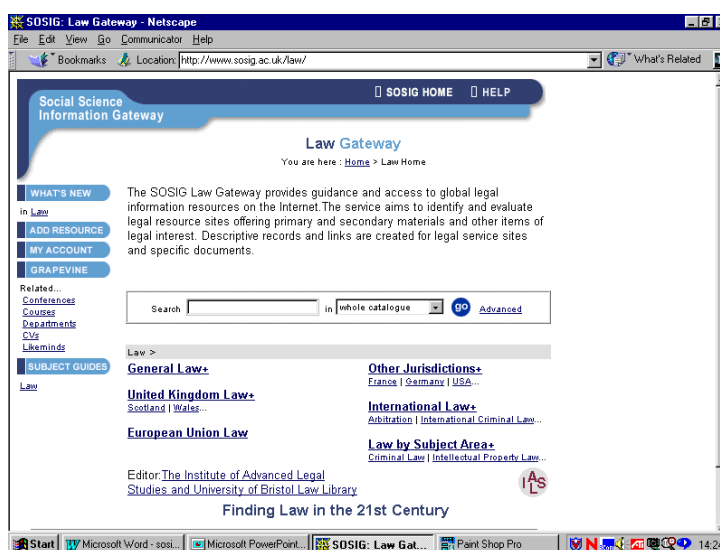 SOSIG: Law Gateway - Netscape
File Edit View Go Communicator Help
Bookmarks Location: http://www.sosig.ac.uk/law/ What's Related
Social Science
Information Gateway
SOSIG HOME HELP
Law Gateway
You are here : Home > Law Home
WHAT'S NEW
in Law
ADD RESOURCE
MY ACCOUNT
GRAPEVINE
Related...
Conferences
Courses
Departments
CVs
Likeminds
SUBJECT GUIDES
Law
The SOSIG Law Gateway provides guidance and access to global legal
information resources on the Internet.The service aims to identify and evaluate
legal resource sites offering primary and secondary materials and other items of
legal interest. Descriptive records and links are created for legal service sites
and specific documents.
Search in whole catalogue go Advanced
Law >
General Law+
United Kingdom Law+
Scotland | Wales...
European Union Law
Other Jurisdictions+
France | Germany | USA...
International Law+
Arbitration | International Criminal Law...
Law by Subject Area+
Criminal Law | Intellectual Property Law...
Editor:The Institute of Advanced Legal
Studies and University of Bristol Law Library
IALS
Finding Law in the 21st Century
Start Microsoft Word - sosi... Microsoft PowerPoint... SOSIG: Law Gat... Paint Shop Pro